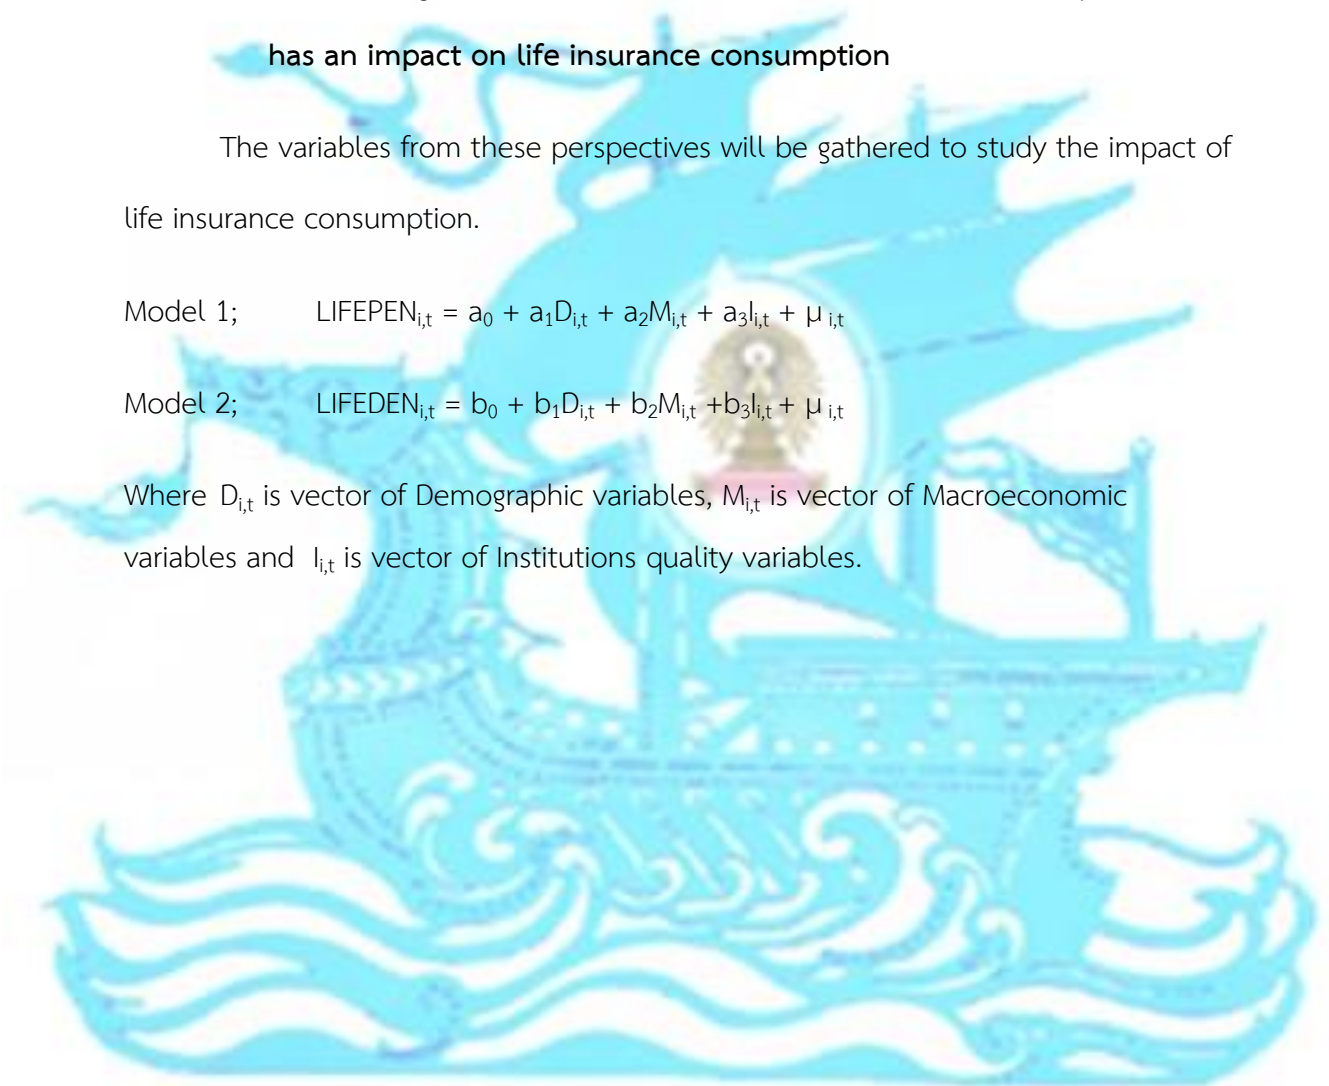 has an impact on life insurance consumption
The variables from these perspectives will be gathered to study the impact of
life insurance consumption.
Model 1; LIFEPENi,t = a0 + a1Di,t + a2Mi,t + a3Ii,t + μ i,t
Model 2; LIFEDENi,t = b0 + b1Di,t + b2Mi,t +b3Ii,t + μ i,t
Where Di,t is vector of Demographic variables, Mi,t is vector of Macroeconomic
variables and Ii,t is vector of Institutions quality variables.